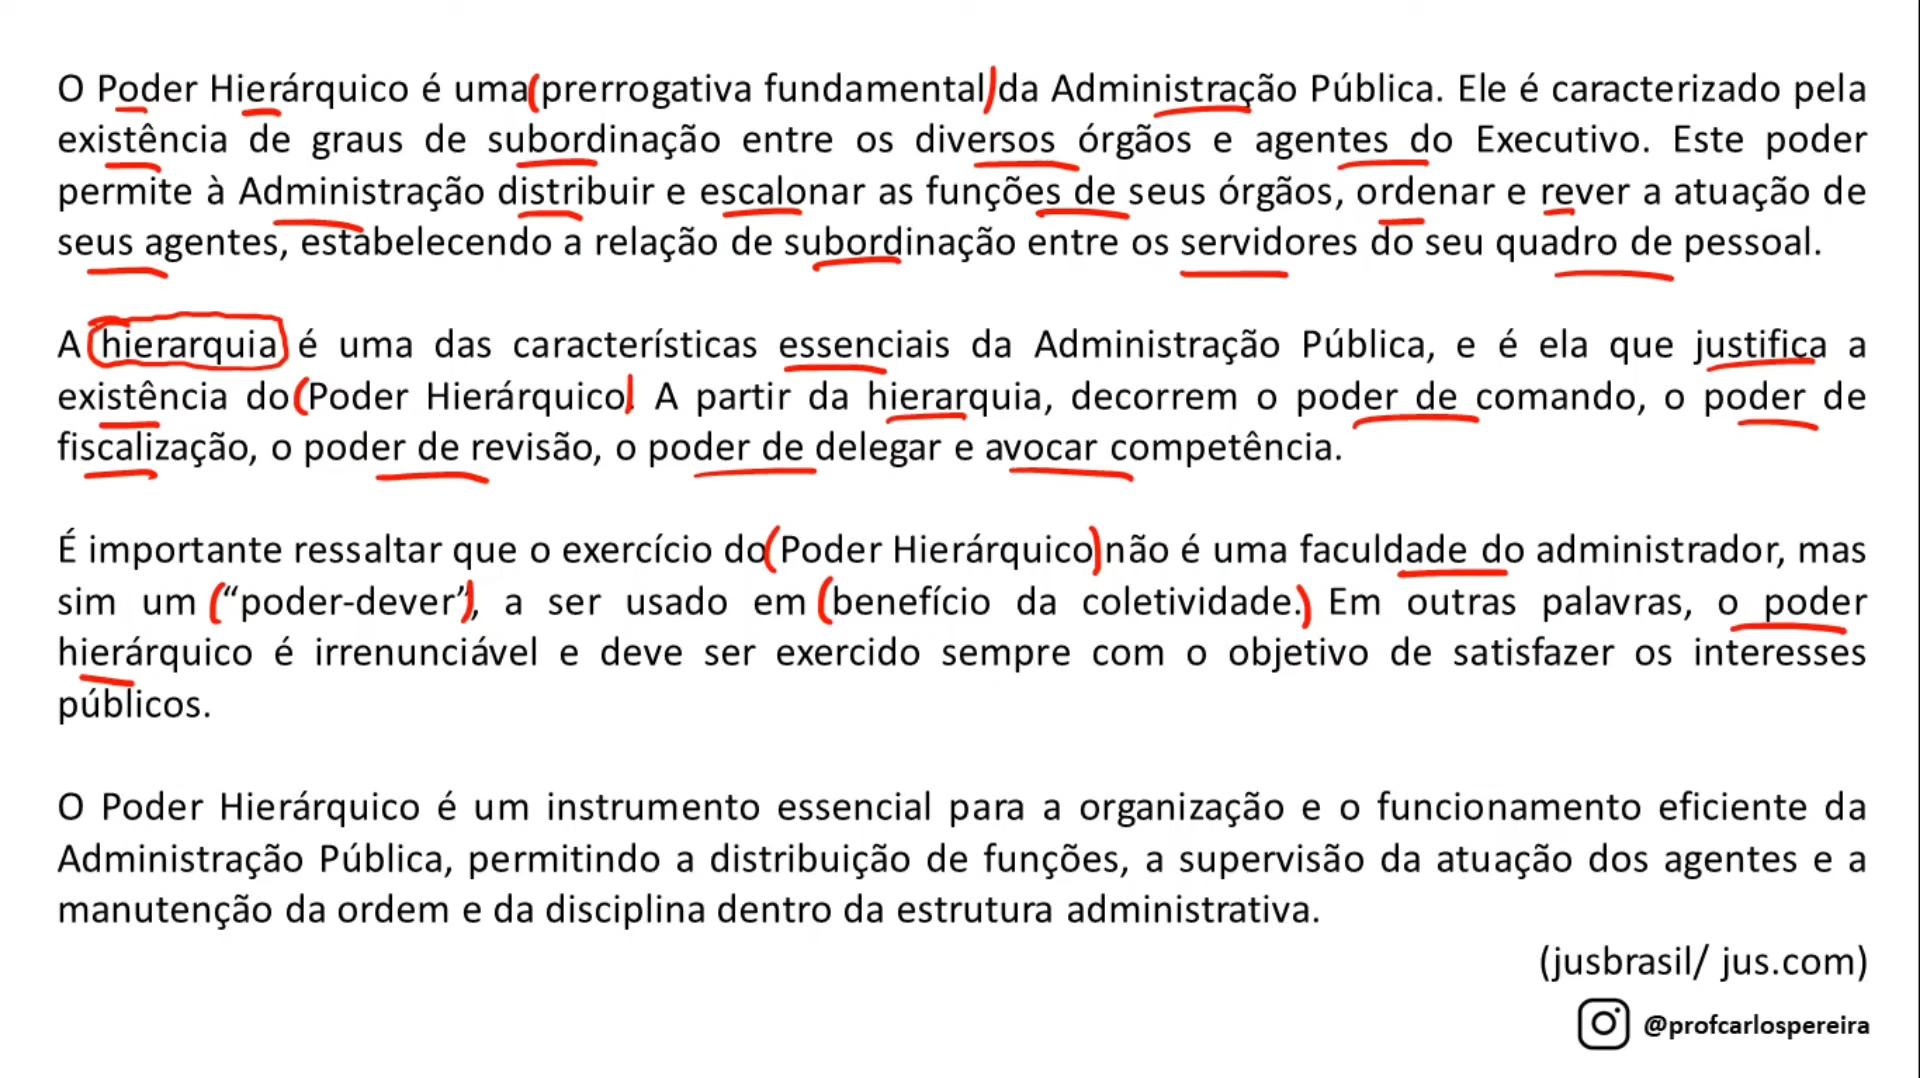 O Poder Hierárquico é uma prerrogativa fundamental da Administração Pública. Ele é caracterizado pela
existência de graus de subordinação entre os diversos órgãos e agentes do Executivo. Este poder
permite à Administração distribuir e escalonar as funções de seus órgãos, ordenar e rever a atuação de
seus agentes, estabelecendo a relação de subordinação entre os servidores do seu quadro de pessoal.
A hierarquia é uma das características essenciais da Administração Pública, e é ela que justifica a
existência do Poder Hierárquico. A partir da hierarquia, decorrem o poder de comando, o poder de
fiscalização, o poder de revisão, o poder de delegar e avocar competência.
É importante ressaltar que o exercício do Poder Hierárquico não é uma faculdade do administrador, mas
sim um “poder-dever”, a ser usado em benefício da coletividade. Em outras palavras, o poder
hierárquico é irrenunciável e deve ser exercido sempre com o objetivo de satisfazer os interesses
públicos.
O Poder Hierárquico é um instrumento essencial para a organização e o funcionamento eficiente da
Administração Pública, permitindo a distribuição de funções, a supervisão da atuação dos agentes e a
manutenção da ordem e da disciplina dentro da estrutura administrativa.
(jusbrasil/ jus.com)
@profcarlospereira